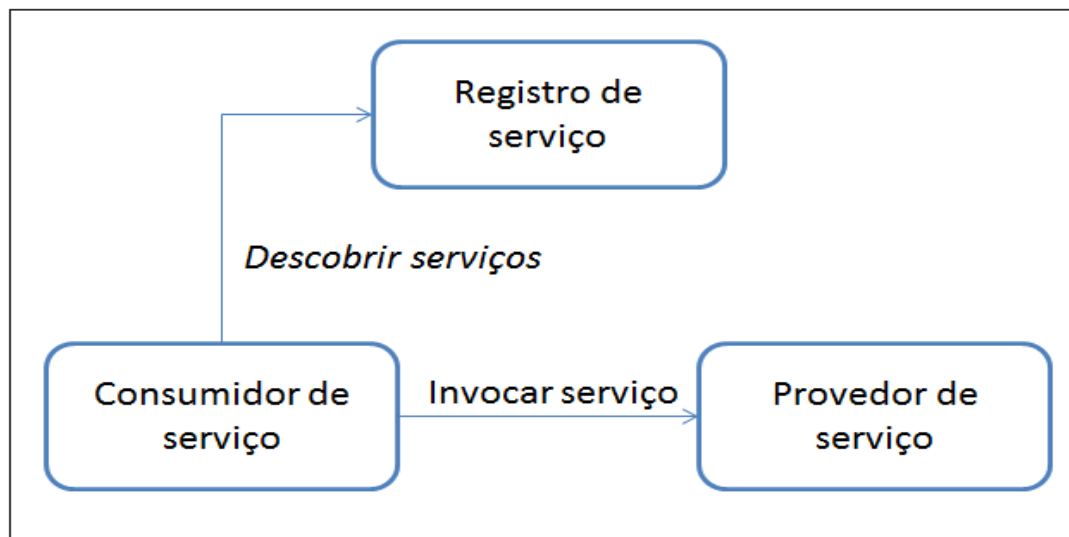 Registro de
serviço
Descobrir serviços
Consumidor de
serviço
Invocar serviço
Provedor de
serviço